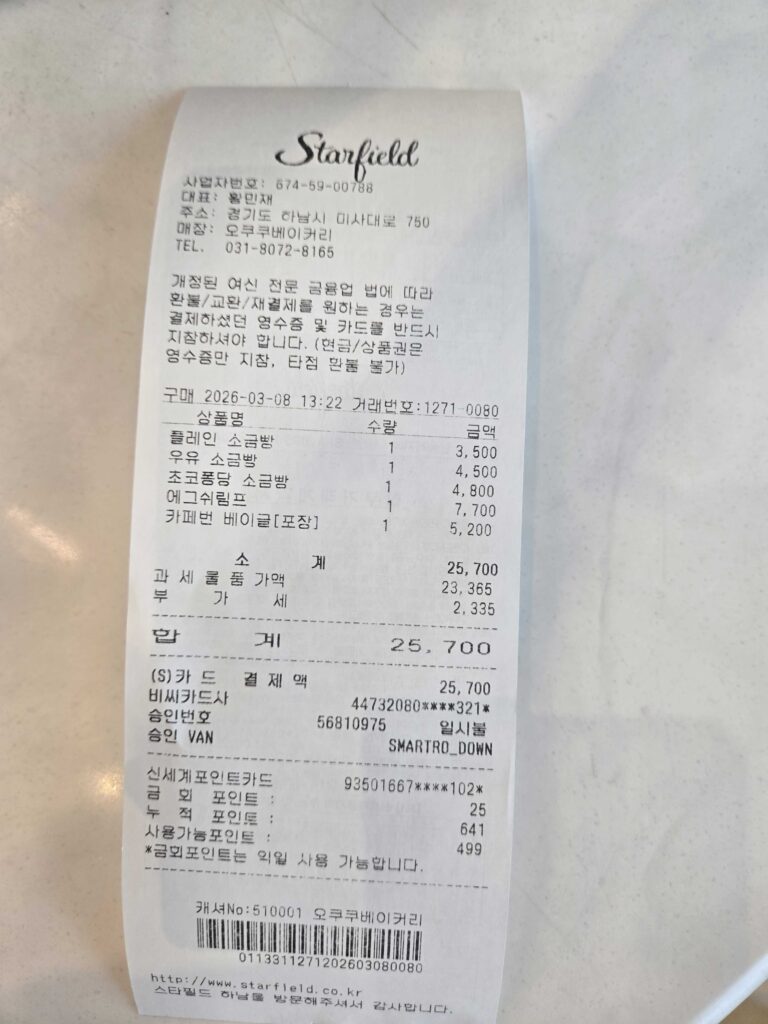 Starfield
사업자번호: 674-59-00788
대표: 황민재
주소: 경기도 하남시 미사대로 750
매장: 오쿠쿠베이커리
TEL. 031-8072-8165
개정된 여신 전문 금융업 법에 따라
환불/교환/재결제를 원하는 경우는
결제하셨던 영수증 및 카드를 반드시
지참하셔야 합니다.(현금/상품권은
영수증만 지참, 타점 환불 불가)
구매 2026-03-08 13:22 거래번호:1271-0080
상품명 수량 금액
플레인 소금빵 1 3,500
우유 소금빵 1 4,500
초코퐁당 소금빵 1 4,800
에그쉬림프 1 7,700
카페번 베이글[포장] 1 5,200
소 계 25,700
과 세 물 품 가액 23,365
부 가 세 2,335
합 계 25,700
(S)카 드 결 제 액 25,700
비씨카드사 44732080****321*
승인번호 56810975 일시불
승인 VAN SMARTRO_DOWN
신세계포인트카드 93501667****102*
금 회 포인트 : 25
누 적 포인트 : 641
사용가능포인트 : 499
*금회포인트는 익일 사용 가능합니다.
캐셔No:510001 오쿠쿠베이커리
0113311271202603080080
http://www.starfield.co.kr
스타필드 하남을 방문해주셔서 감사합니다.